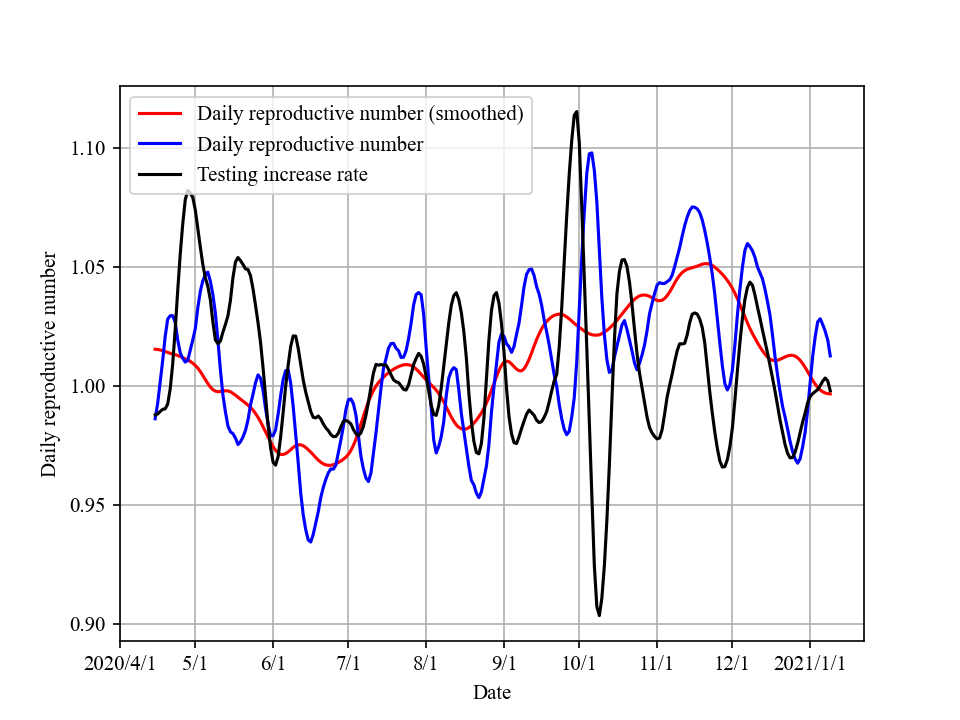 Daily reproductive number (smoothed)
Daily reproductive number
Testing increase rate
Daily reproductive number
1.10
1.05
1.00
0.95
0.90
2020/4/1 5/1 6/1 7/1 8/1 9/1 10/1 11/1 12/1 2021/1/1
Date